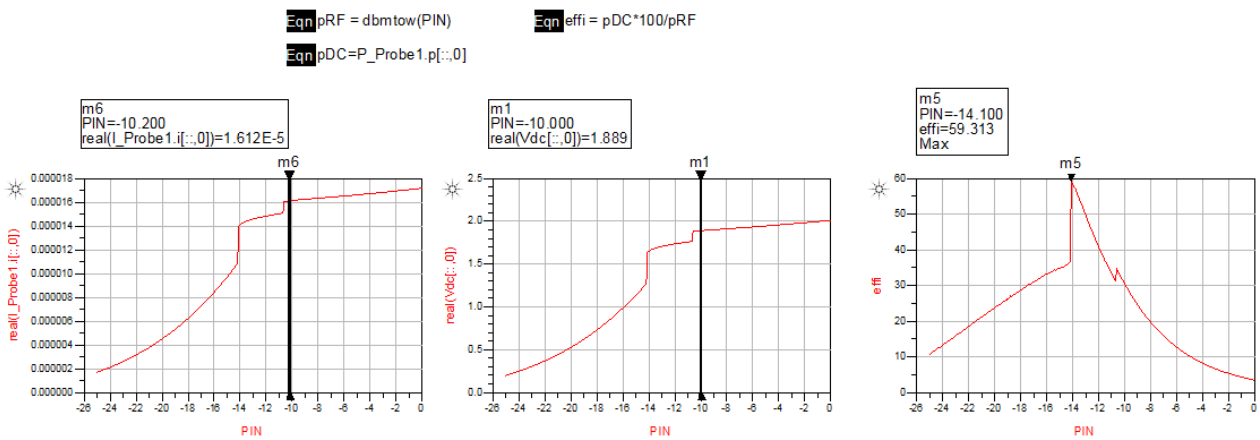 Eqn pRF = dbmtow(PIN)
Eqn effi = pDC*100/pRF
Eqn pDC=P_Probe1.p[::,0]
m6
PIN=-10.200
real(I_Probe1.i[::,0])=1.612E-5
m6
0.000018
0.000016
0.000014
0.000012
0.000010
0.000008
0.000006
0.000004
0.000002
0.000000
real(I_Probe1.i[::,0])
-26 -24 -22 -20 -18 -16 -14 -12 -10 -8 -6 -4 -2 0
PIN
m1
PIN=-10.000
real(Vdc[::,0])=1.889
m1
2.5
2.0
1.5
1.0
0.5
0.0
real(Vdc[::,0])
-26 -24 -22 -20 -18 -16 -14 -12 -10 -8 -6 -4 -2 0
PIN
m5
PIN=-14.100
effi=59.313
Max
m5
60
50
40
30
20
10
0
effi
-26 -24 -22 -20 -18 -16 -14 -12 -10 -8 -6 -4 -2 0
PIN